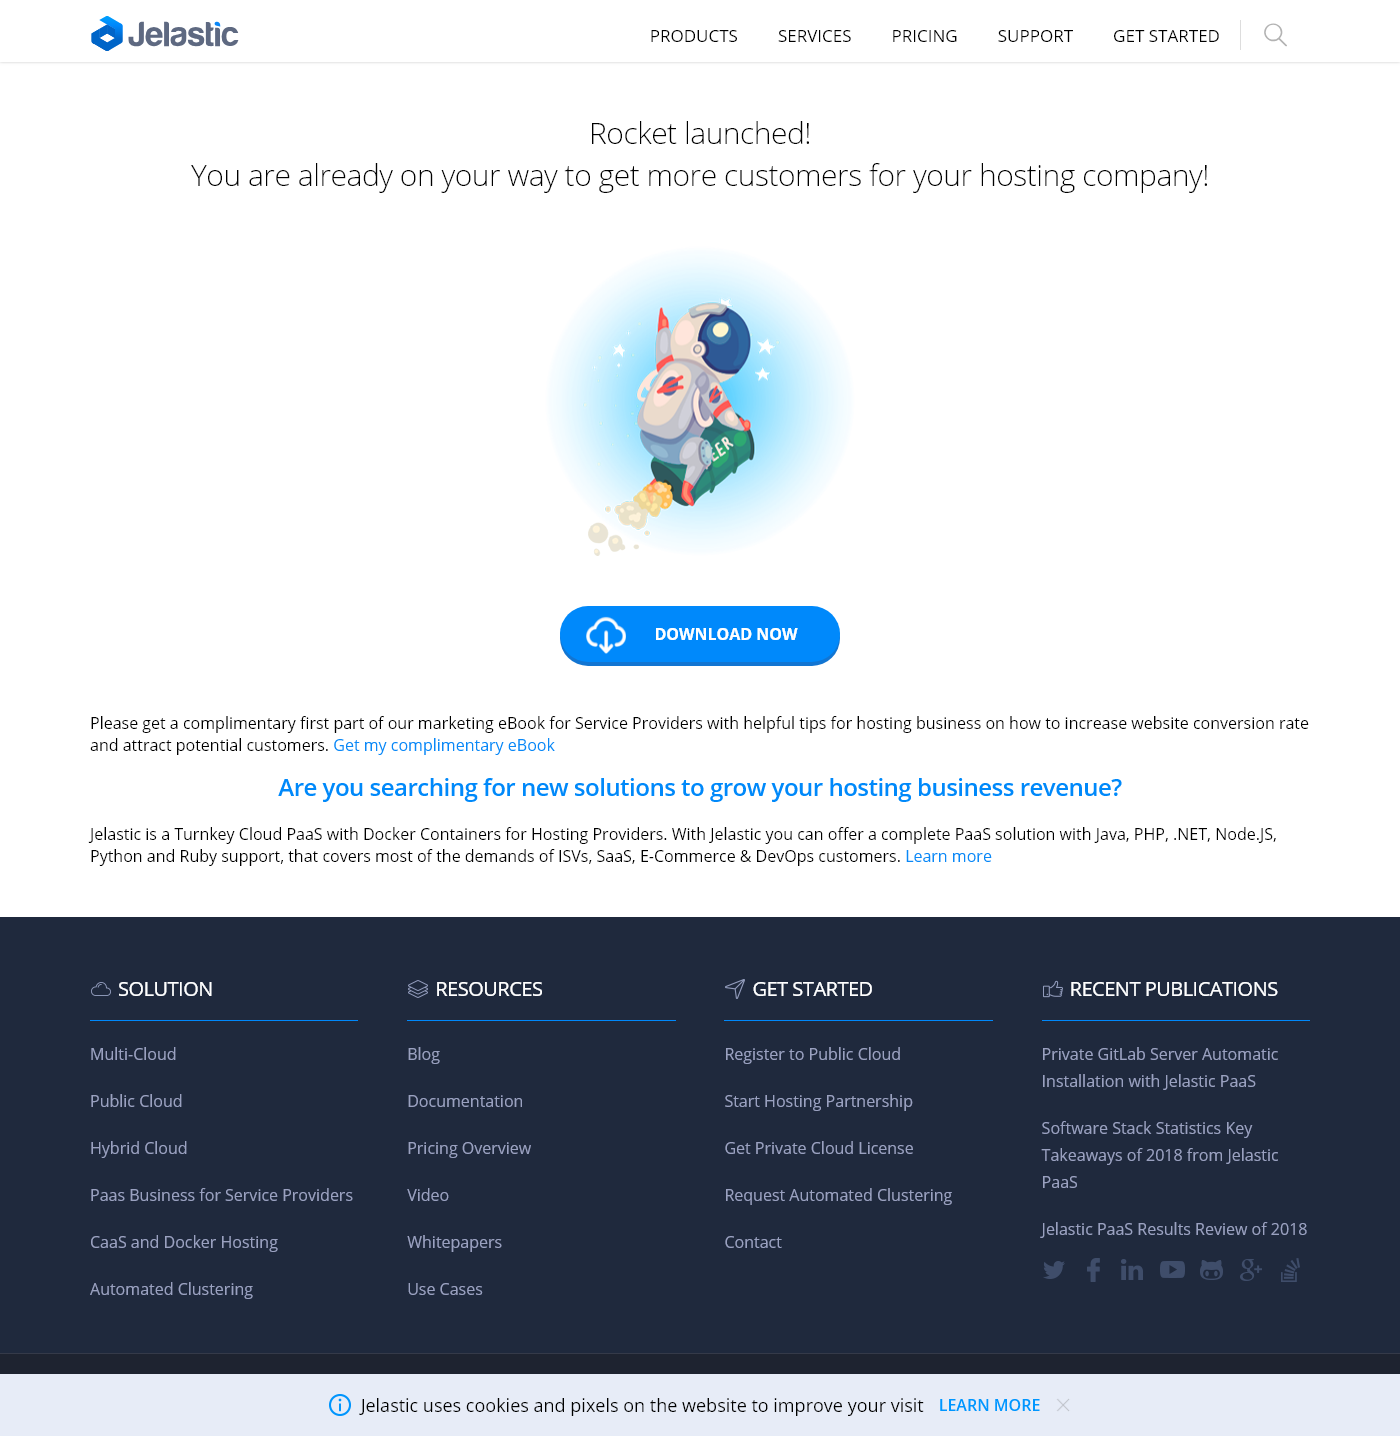 Jelastic
PRODUCTS
SERVICES
PRICING
SUPPORT
GET STARTED
Rocket launched!
You are already on your way to get more customers for your hosting company!
EER
DOWNLOAD NOW
Please get a complimentary first part of our marketing eBook for Service Providers with helpful tips for hosting business on how to increase website conversion rate
and attract potential customers. Get my complimentary eBook
Are you searching for new solutions to grow your hosting business revenue?
Jelastic is a Turnkey Cloud PaaS with Docker Containers for Hosting Providers. With Jelastic you can offer a complete PaaS solution with Java, PHP, .NET, Node.JS,
Python and Ruby support, that covers most of the demands of ISVs, SaaS, E-Commerce & DevOps customers. Learn more
SOLUTION
Multi-Cloud
Public Cloud
Hybrid Cloud
Paas Business for Service Providers
CaaS and Docker Hosting
Automated Clustering
RESOURCES
Blog
Documentation
Pricing Overview
Video
Whitepapers
Use Cases
GET STARTED
Register to Public Cloud
Start Hosting Partnership
Get Private Cloud License
Request Automated Clustering
Contact
RECENT PUBLICATIONS
Private GitLab Server Automatic
Installation with Jelastic PaaS
Software Stack Statistics Key
Takeaways of 2018 from Jelastic
PaaS
Jelastic PaaS Results Review of 2018
Jelastic uses cookies and pixels on the website to improve your visit
LEARN MORE